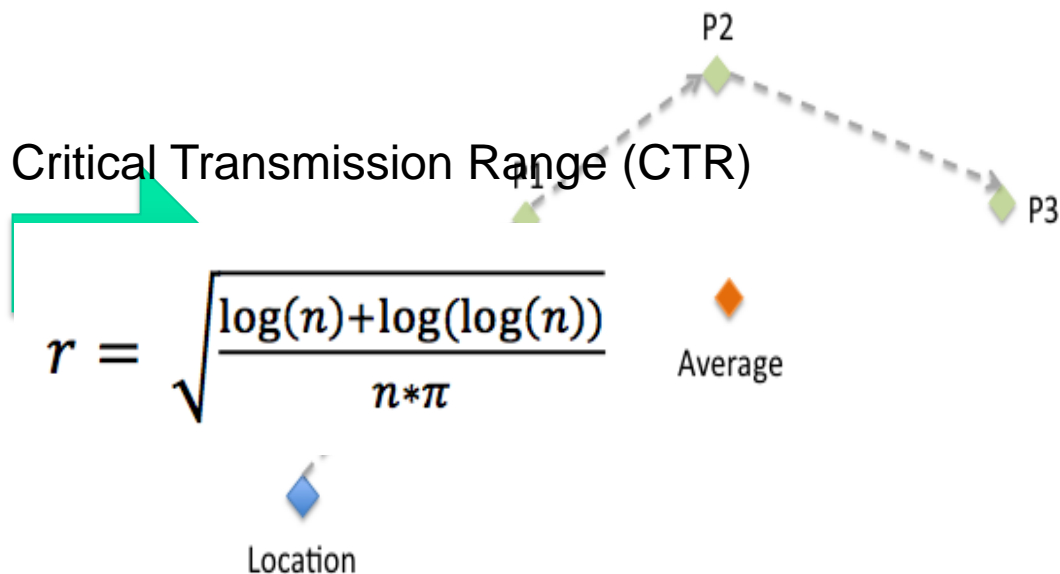 P2
Critical Transmission Range (CTR)
P1
P3
r = √((log(n)+log(log(n)))/(n*π))
Average
Location